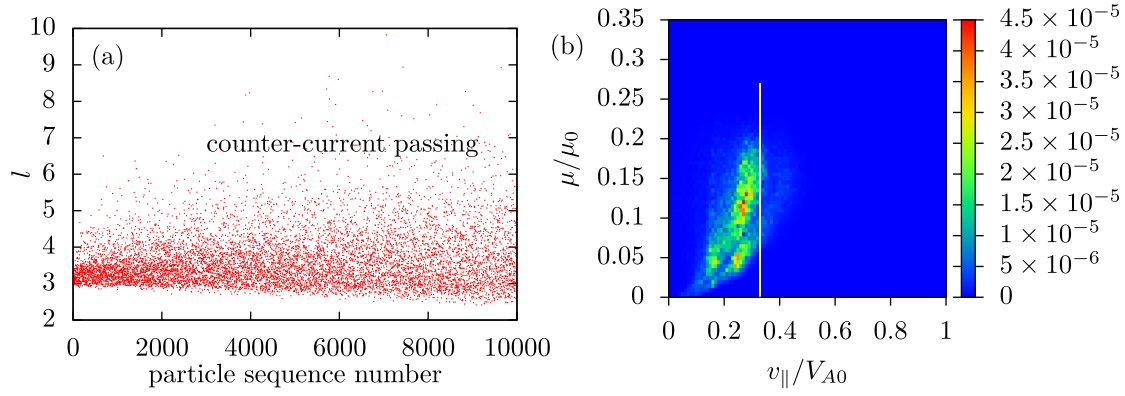 (a)
10
9
8
7
6
5
4
3
2
l
counter-current passing
0 2000 4000 6000 8000 10000
particle sequence number
(b)
0.35
0.3
0.25
0.2
0.15
0.1
0.05
0
μ/μ₀
0 0.2 0.4 0.6 0.8 1
v∥/V_{A0}
4.5 × 10⁻⁵
4 × 10⁻⁵
3.5 × 10⁻⁵
3 × 10⁻⁵
2.5 × 10⁻⁵
2 × 10⁻⁵
1.5 × 10⁻⁵
1 × 10⁻⁵
5 × 10⁻⁶
0